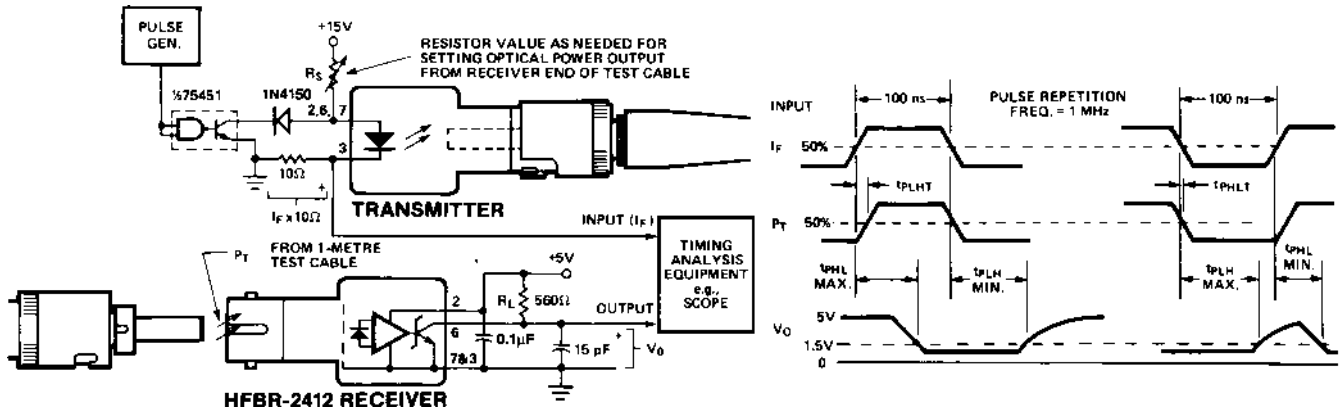 PULSE
GEN.
+15V
RS
RESISTOR VALUE AS NEEDED FOR
SETTING OPTICAL POWER OUTPUT
FROM RECEIVER END OF TEST CABLE
½75451
1N4150
2,6,
7
3
10Ω
+
IF x10Ω
TRANSMITTER
INPUT (IF)
TIMING
ANALYSIS
EQUIPMENT
e.g.,
SCOPE
OUTPUT
PT
FROM 1-METRE
TEST CABLE
+5V
2
RL
560Ω
6
0.1µF
7&3
15 pF
+
VO
HFBR-2412 RECEIVER
INPUT
100 ns
PULSE REPETITION
FREQ. = 1 MHz
100 ns
IF
50%
tPLHT
tPHLT
PT
50%
tPHL
MAX.
tPLH
MIN.
tPLH
MAX.
tPHL
MIN.
VO
5V
1.5V
0